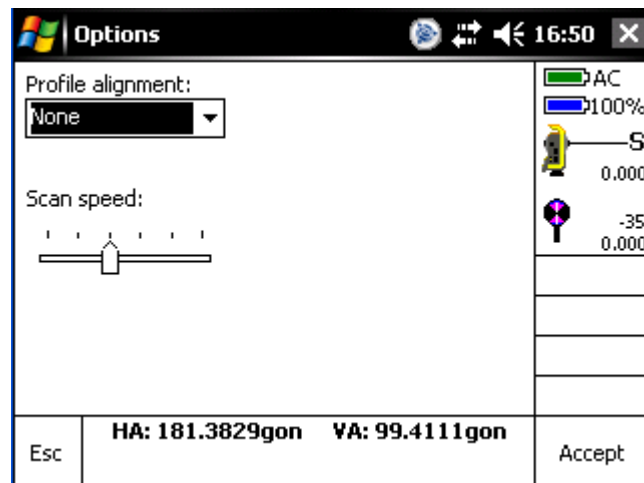 Options 16:50
Profile alignment:
None
Scan speed:
AC
100%
S
0.000
-35
0.000
Esc
HA: 181.3829gon VA: 99.4111gon
Accept